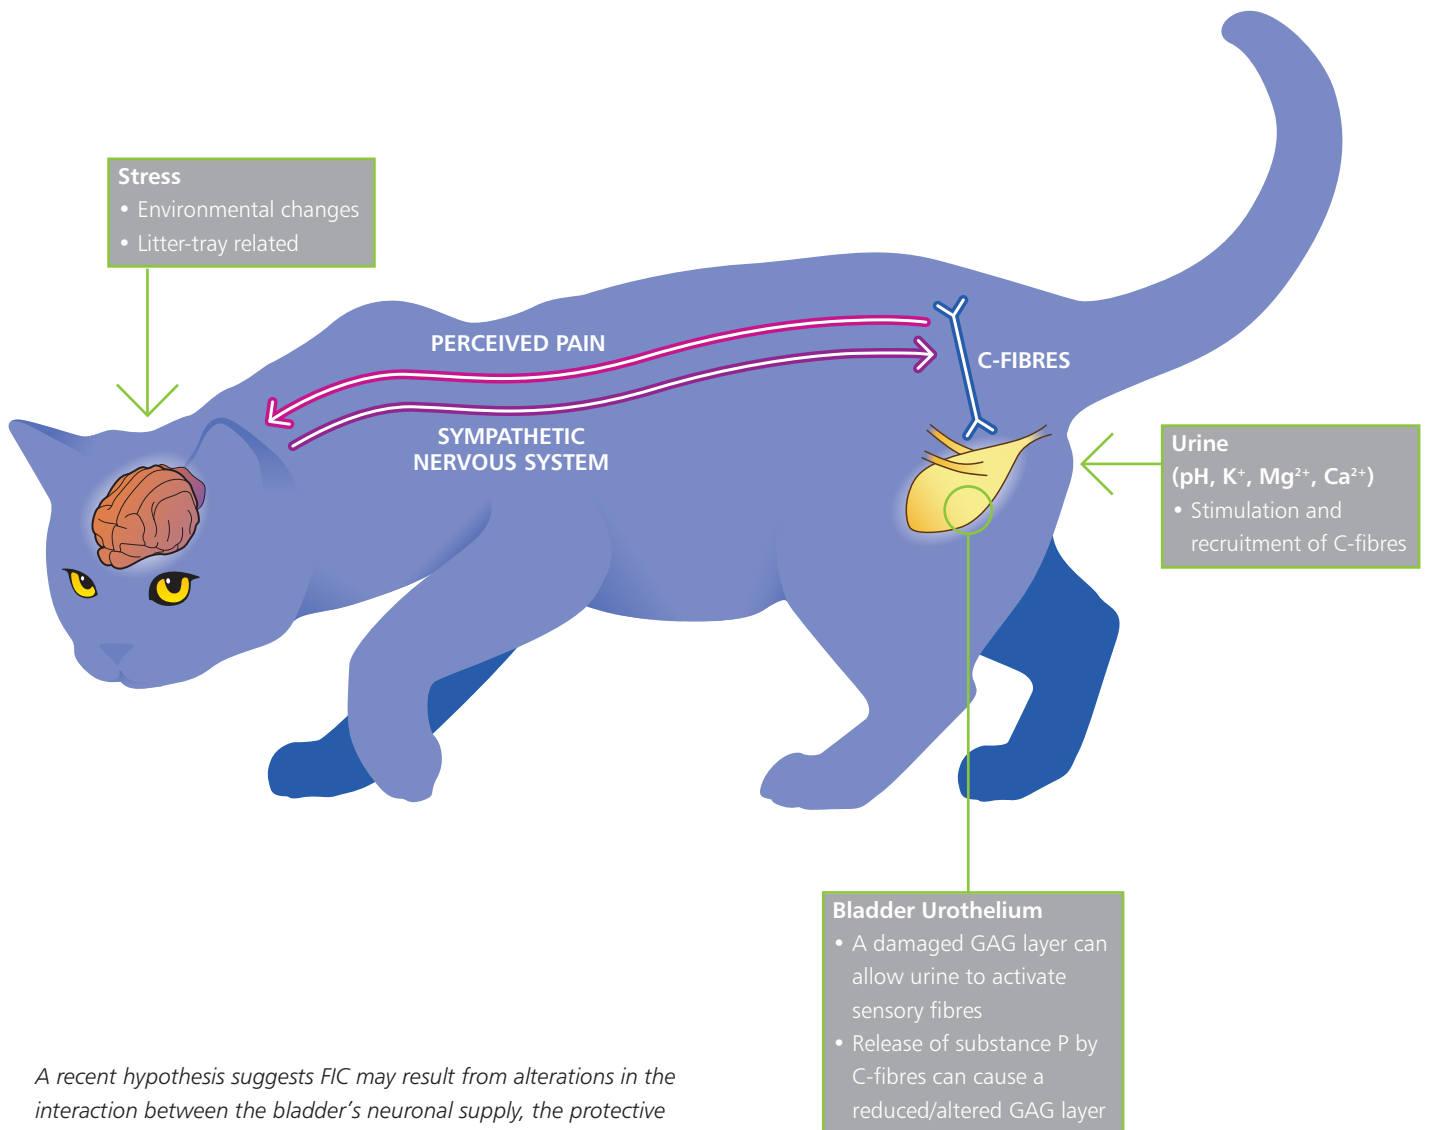 Stress
• Environmental changes
• Litter-tray related
PERCEIVED PAIN
C-FIBRES
SYMPATHETIC
NERVOUS SYSTEM
Urine
(pH, K⁺, Mg²⁺, Ca²⁺)
• Stimulation and
recruitment of C-fibres
Bladder Urothelium
• A damaged GAG layer can
allow urine to activate
sensory fibres
• Release of substance P by
C-fibres can cause a
reduced/altered GAG layer
A recent hypothesis suggests FIC may result from alterations in the
interaction between the bladder’s neuronal supply, the protective